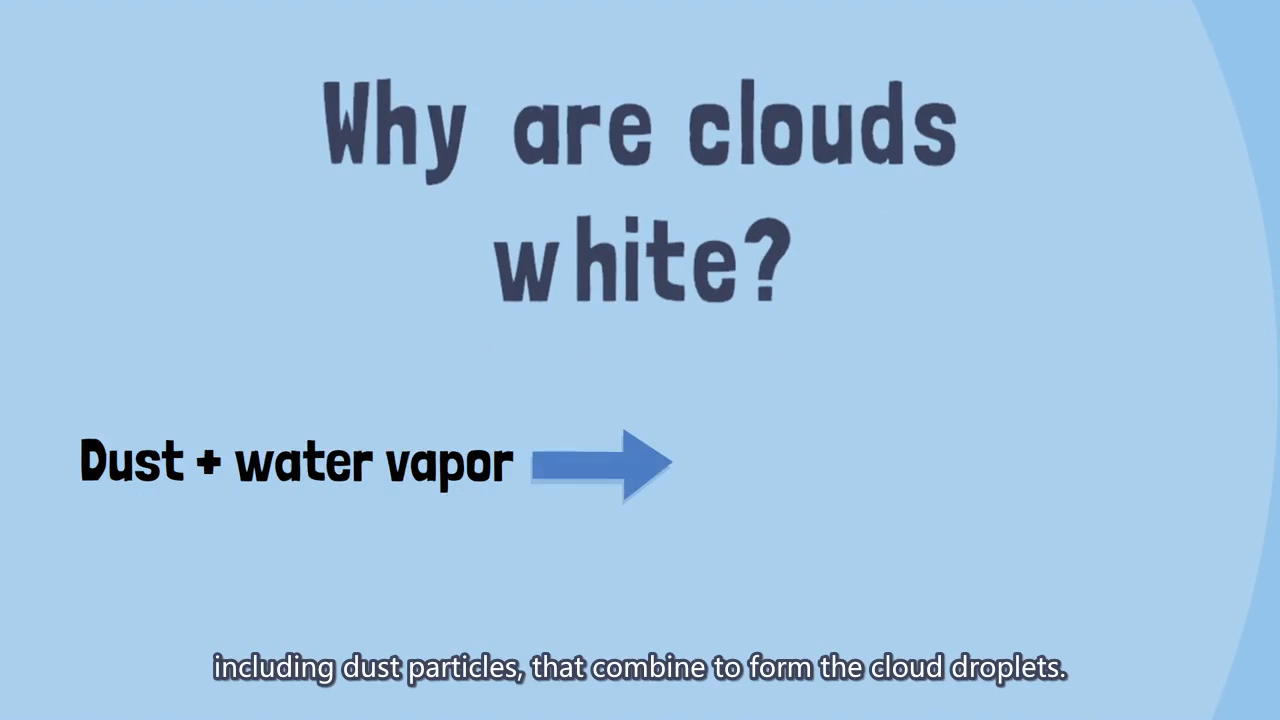 Why are clouds
white?
Dust + water vapor
including dust particles, that combine to form the cloud droplets.